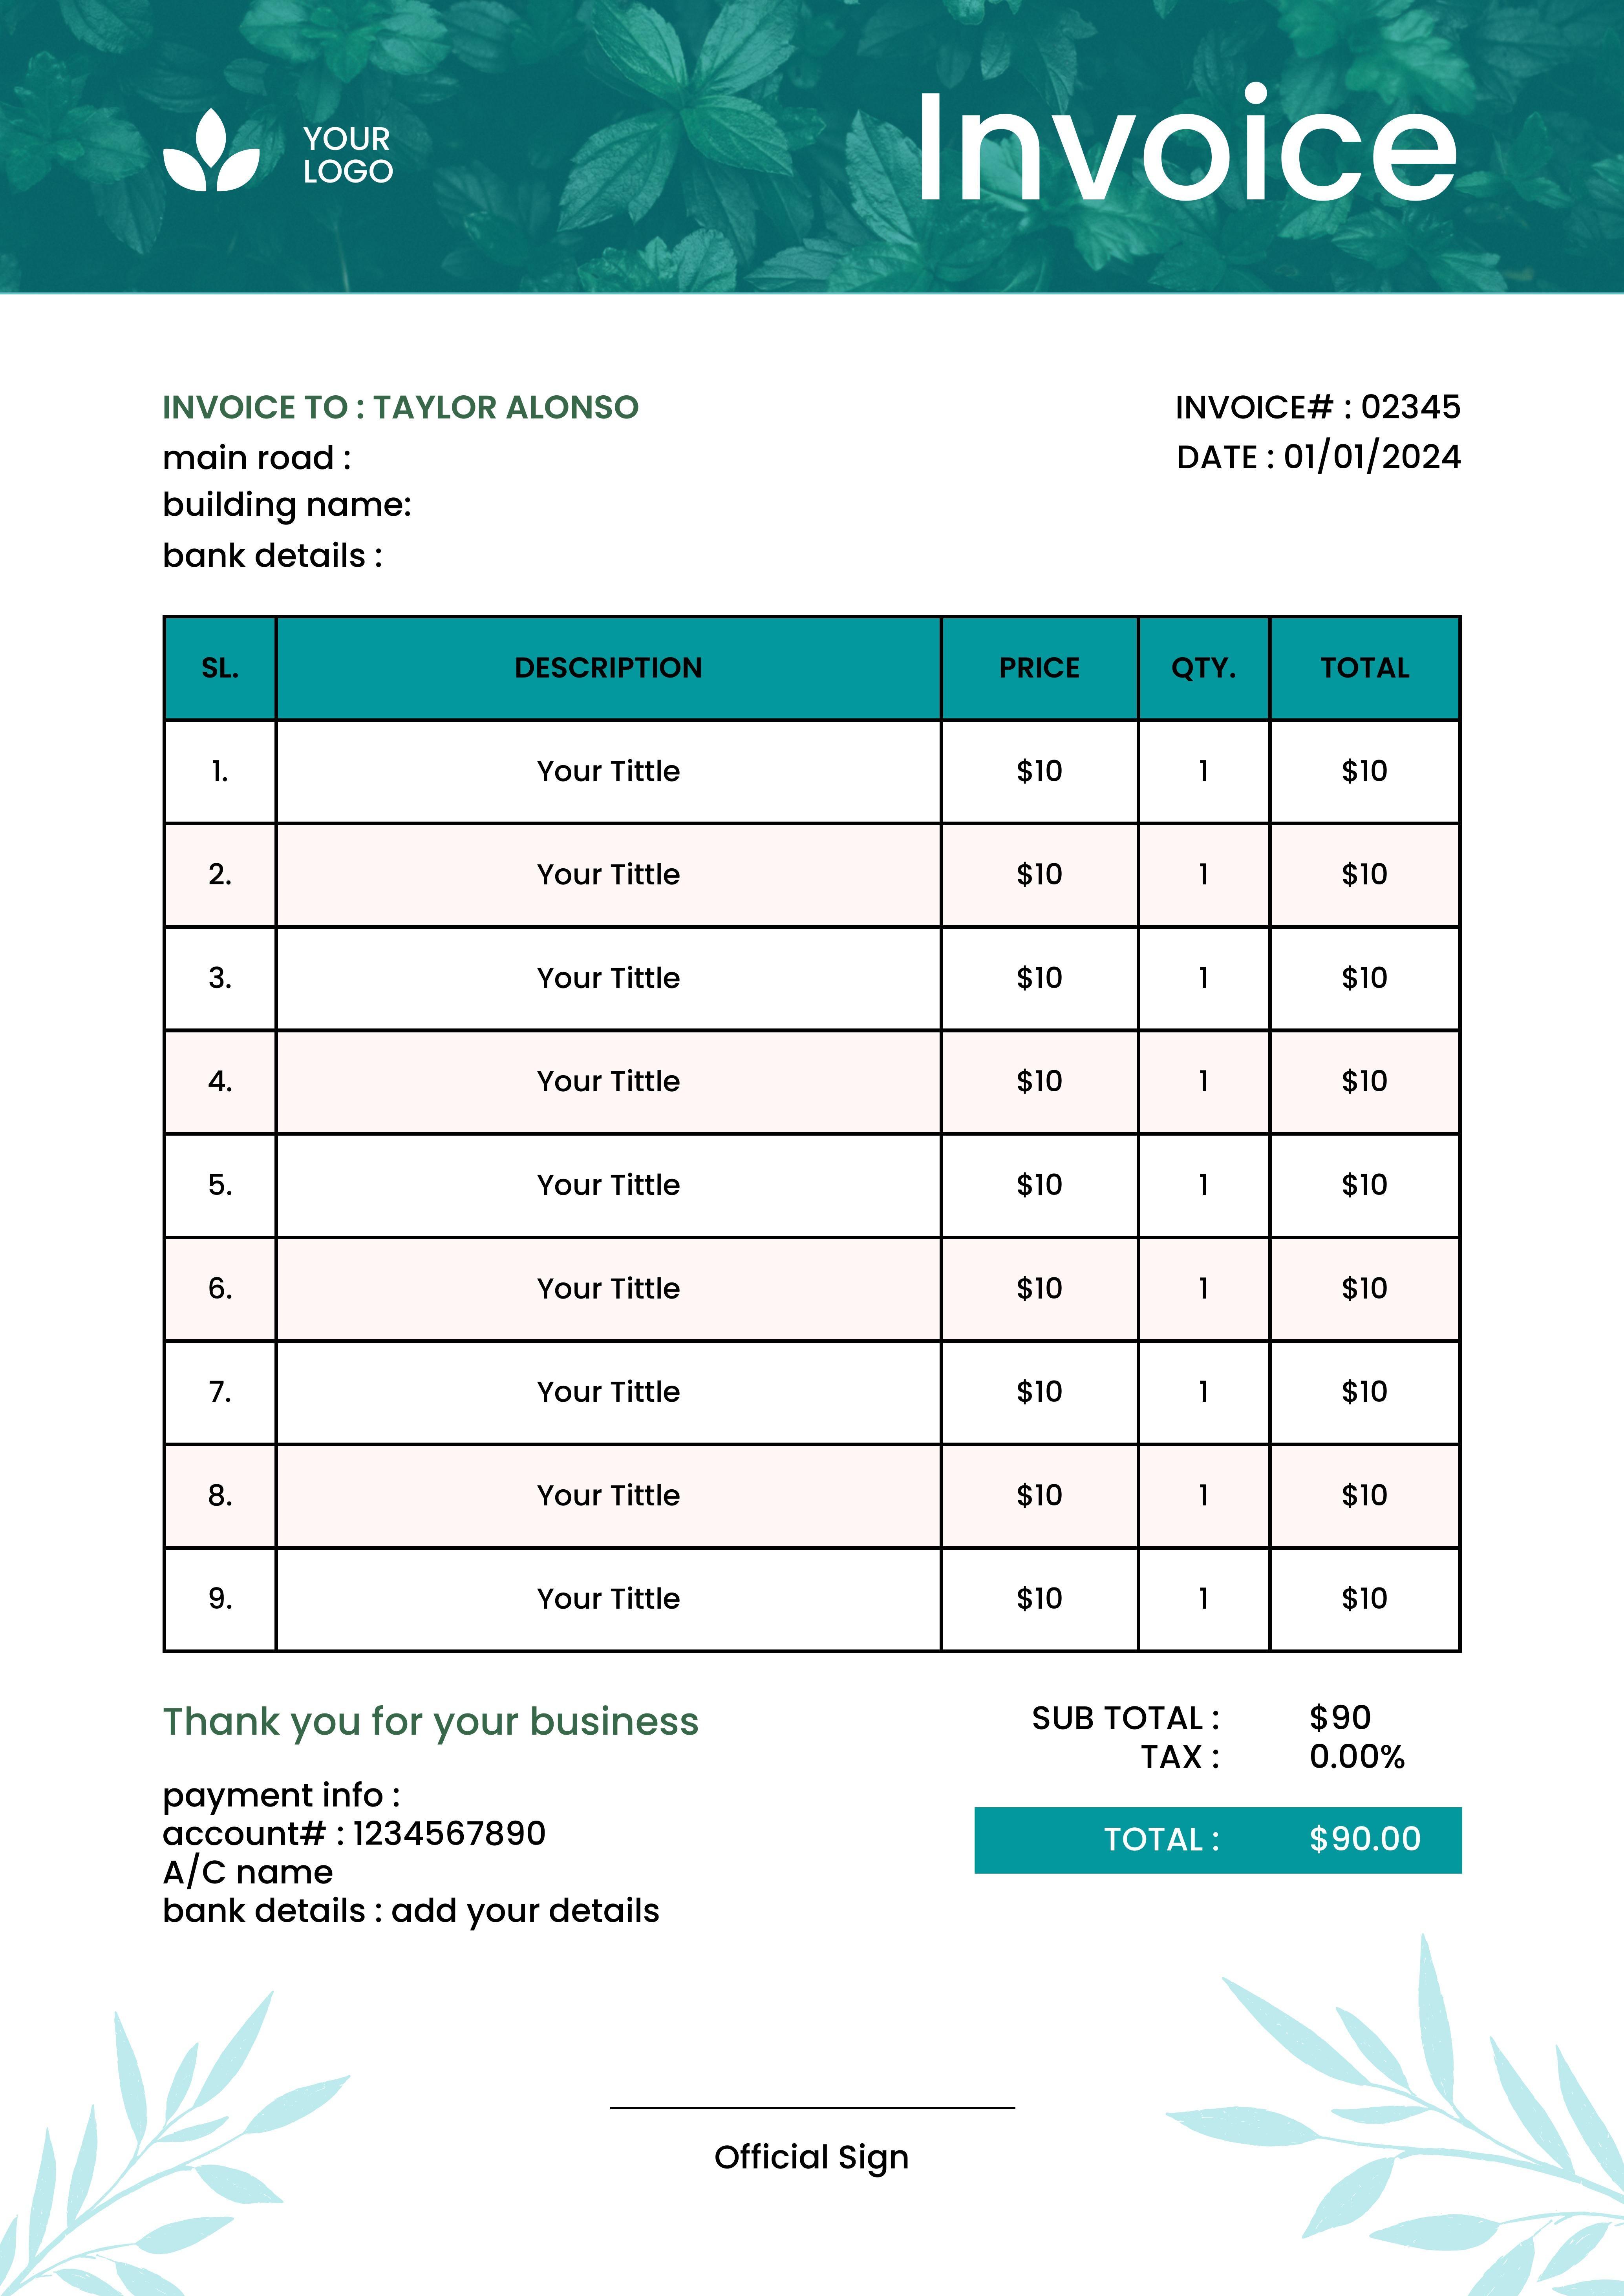 YOUR
LOGO
Invoice
INVOICE TO : TAYLOR ALONSO
main road :
building name:
bank details :
INVOICE# : 02345
DATE : 01/01/2024
SL. DESCRIPTION PRICE QTY. TOTAL
1. Your Tittle $10 1 $10
2. Your Tittle $10 1 $10
3. Your Tittle $10 1 $10
4. Your Tittle $10 1 $10
5. Your Tittle $10 1 $10
6. Your Tittle $10 1 $10
7. Your Tittle $10 1 $10
8. Your Tittle $10 1 $10
9. Your Tittle $10 1 $10
Thank you for your business
payment info :
account# : 1234567890
A/C name
bank details : add your details
SUB TOTAL : $90
TAX : 0.00%
TOTAL : $90.00
Official Sign